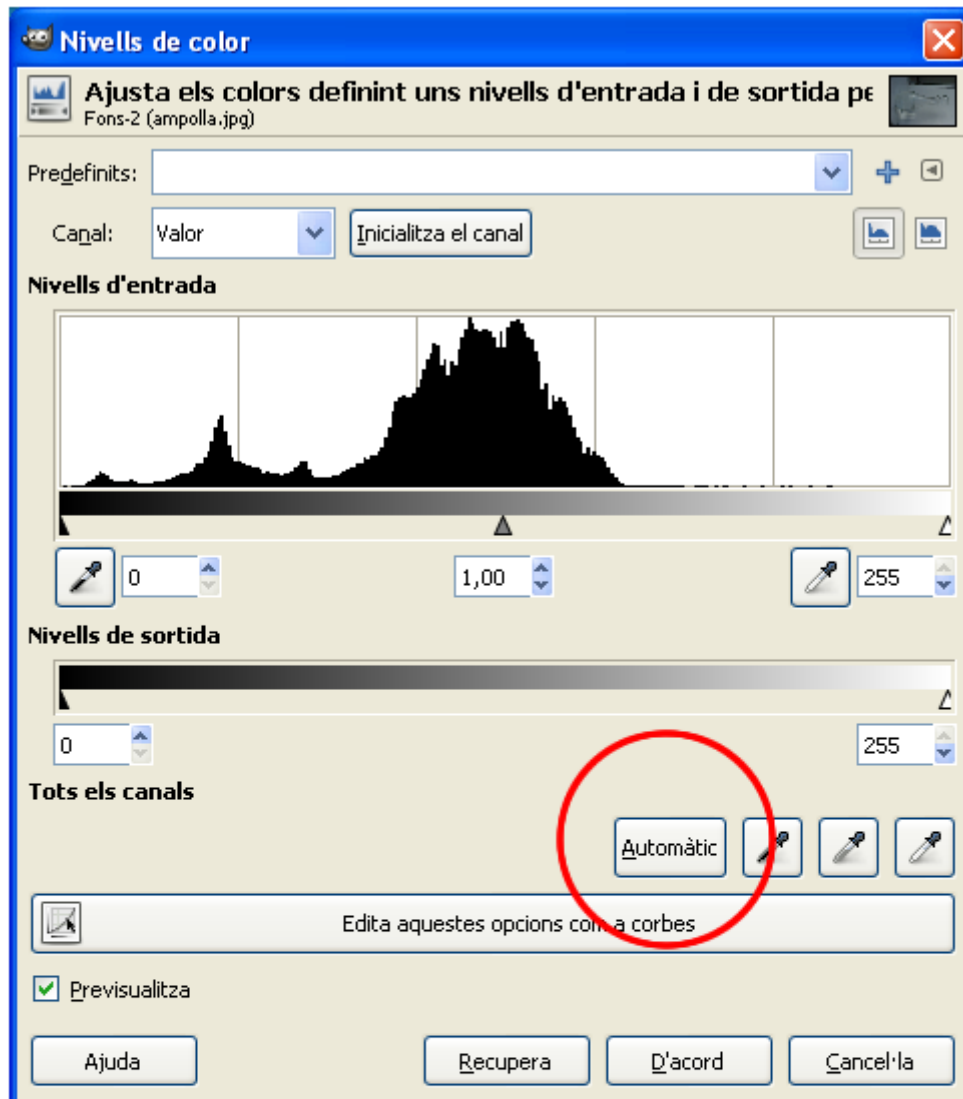 Nivells de color
Ajusta els colors definint uns nivells d'entrada i de sortida pe
Fons-2 (ampolla.jpg)
Predefinits:
Canal: Valor Inicialitza el canal
Nivells d'entrada
0 1,00 255
Nivells de sortida
0 255
Tots els canals
Automàtic
Edita aquestes opcions com a corbes
Previsualitza
Ajuda Recupera D'acord Cancel·la